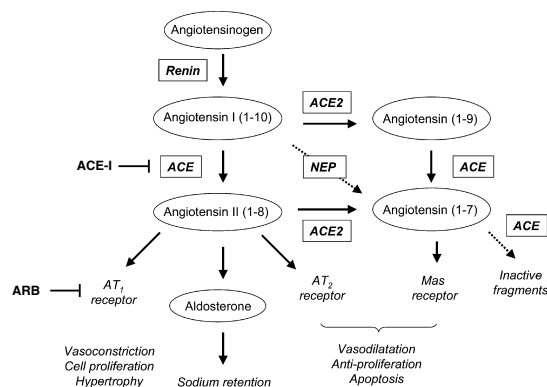 Angiotensinogen
Renin
Angiotensin I (1-10)
ACE2
Angiotensin (1-9)
ACE-I
ACE
NEP
ACE
Angiotensin II (1-8)
ACE2
Angiotensin (1-7)
ACE
ARB
AT1
receptor
Aldosterone
AT2
receptor
Mas
receptor
Inactive
fragments
Vasoconstriction
Cell proliferation
Hypertrophy
Sodium retention
Vasodilatation
Anti-proliferation
Apoptosis